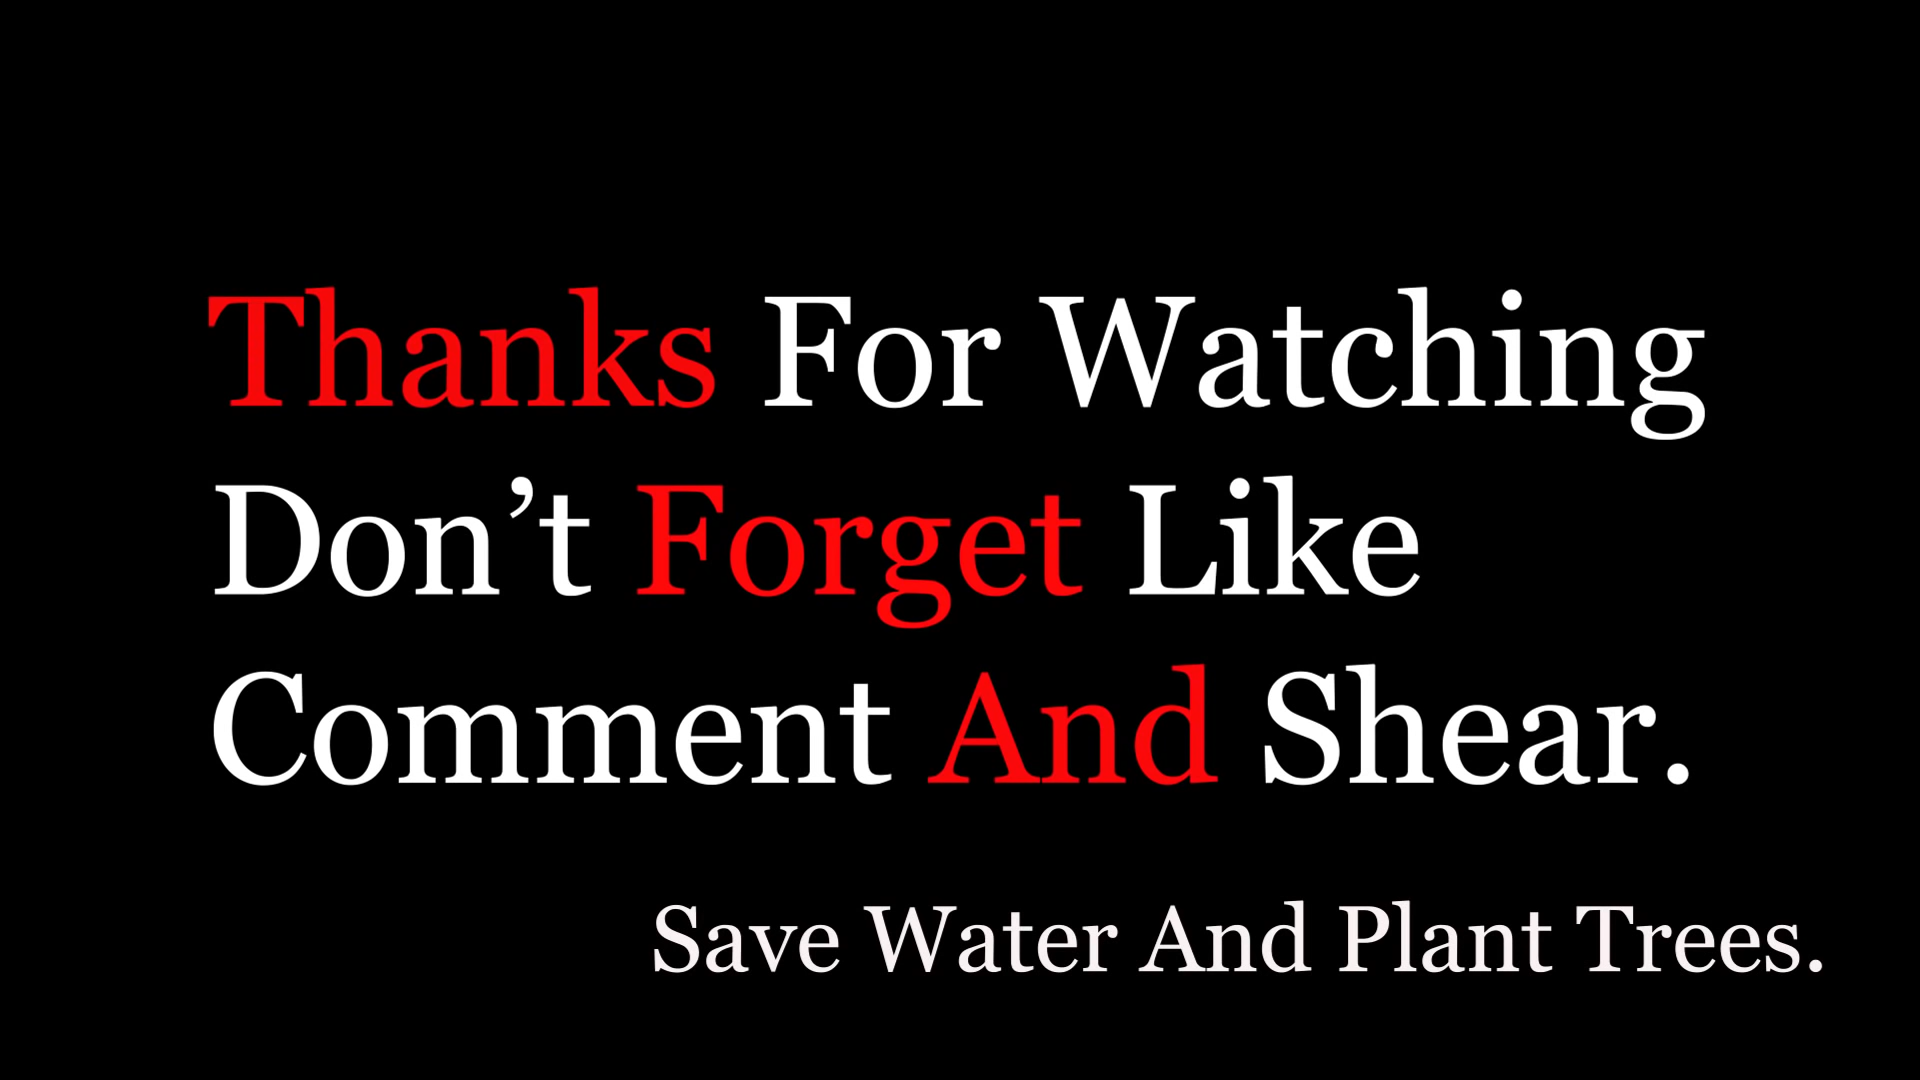 Thanks For Watching
Don’t Forget Like
Comment And Shear.
Save Water And Plant Trees.